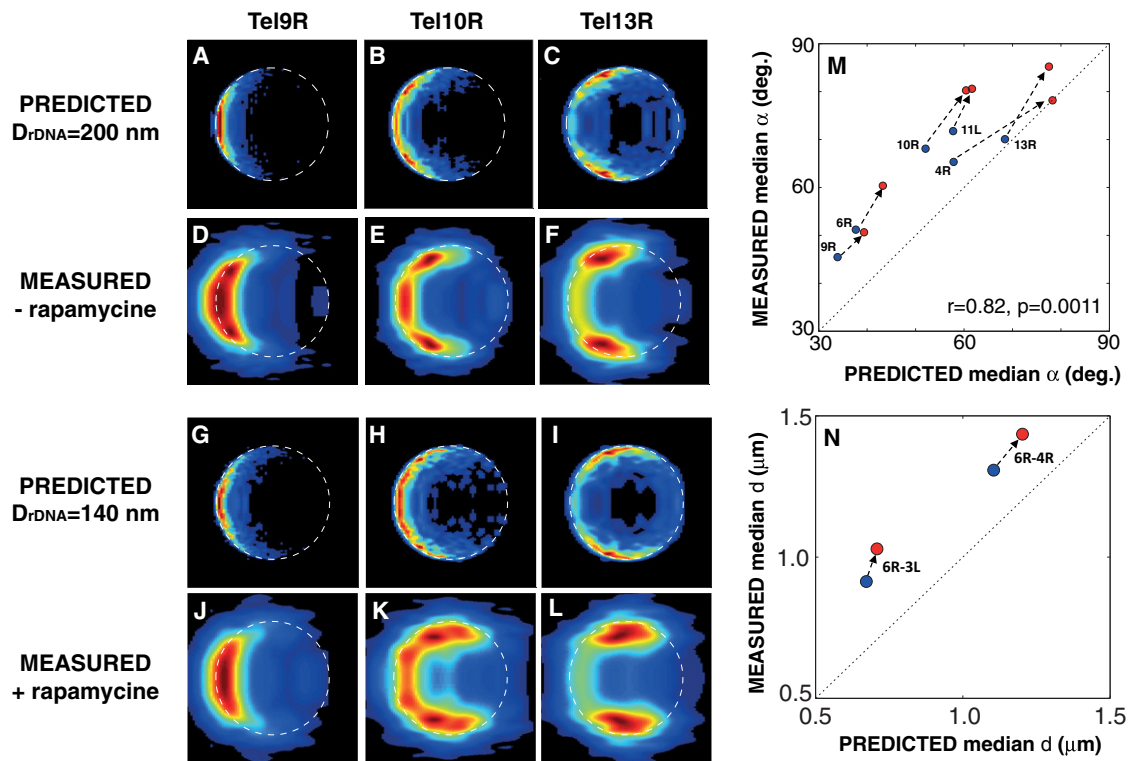 Tel9R Tel10R Tel13R
PREDICTED
DrDNA=200 nm
A B C
MEASURED
- rapamycine
D E F
PREDICTED
DrDNA=140 nm
G H I
MEASURED
+ rapamycine
J K L
M
MEASURED median α (deg.)
90
60
30
10R
11L
4R
13R
6R
9R
r=0.82, p=0.0011
30 60 90
PREDICTED median α (deg.)
N
MEASURED median d (μm)
1.5
1.0
0.5
6R-4R
6R-3L
0.5 1.0 1.5
PREDICTED median d (μm)